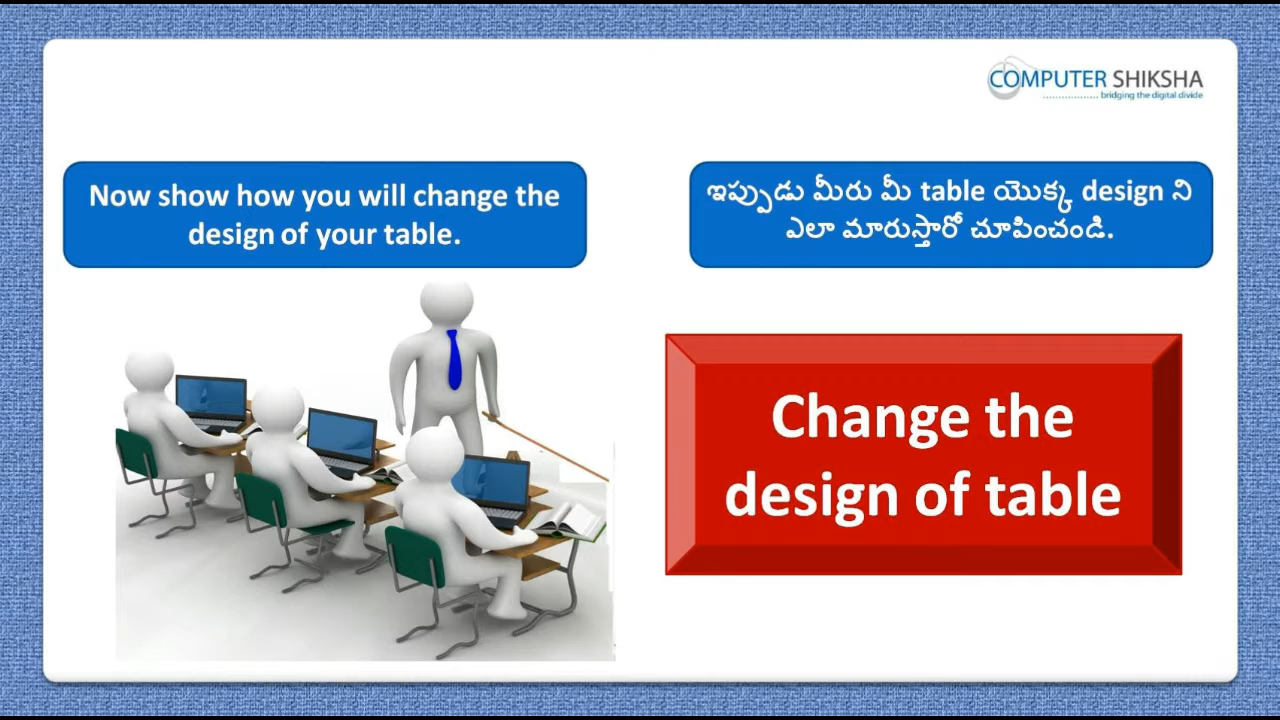 COMPUTER SHIKSHA
bridging the digital divide
Now show how you will change the
design of your table.
ఇప్పుడు మీరు మీ table యొక్క design ని
ఎలా మారుస్తారో చూపించండి.
Change the
design of table